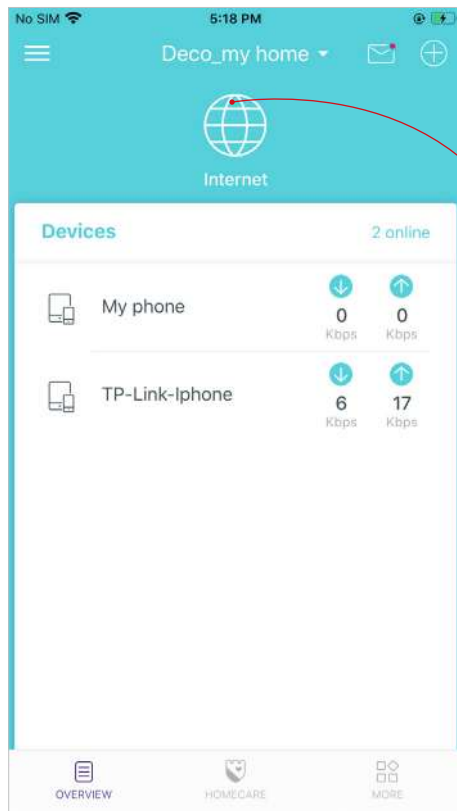 No SIM 5:18 PM
Deco_my home
Internet
Devices 2 online
My phone 0 0
Kbps Kbps
TP-Link-Iphone 6 17
Kbps Kbps
OVERVIEW HOMECARE MORE